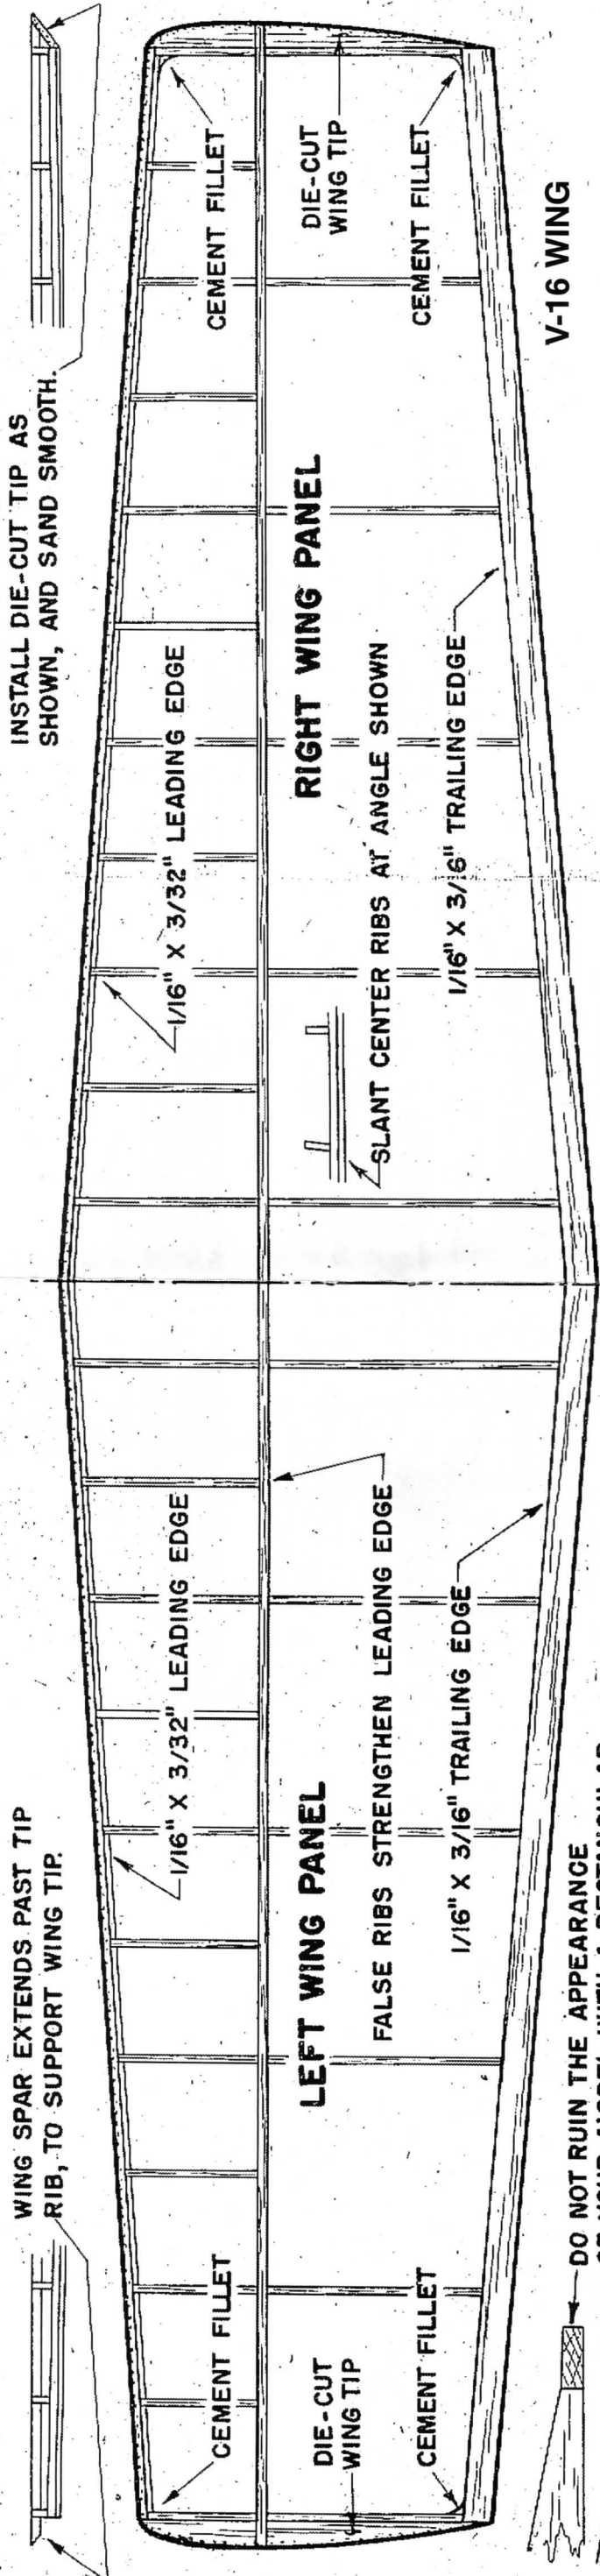 WING SPAR EXTENDS PAST TIP
RIB, TO SUPPORT WING TIP.
INSTALL DIE-CUT TIP AS
SHOWN, AND SAND SMOOTH.
CEMENT FILLET
1/16" X 3/32" LEADING EDGE
1/16" X 3/32" LEADING EDGE
CEMENT FILLET
DIE-CUT
WING TIP
LEFT WING PANEL
RIGHT WING PANEL
DIE-CUT
WING TIP
FALSE RIBS STRENGTHEN LEADING EDGE
SLANT CENTER RIBS AT ANGLE SHOWN
CEMENT FILLET
1/16" X 3/16" TRAILING EDGE
1/16" X 3/16" TRAILING EDGE
CEMENT FILLET
V-16 WING
DO NOT RUIN THE APPEARANCE